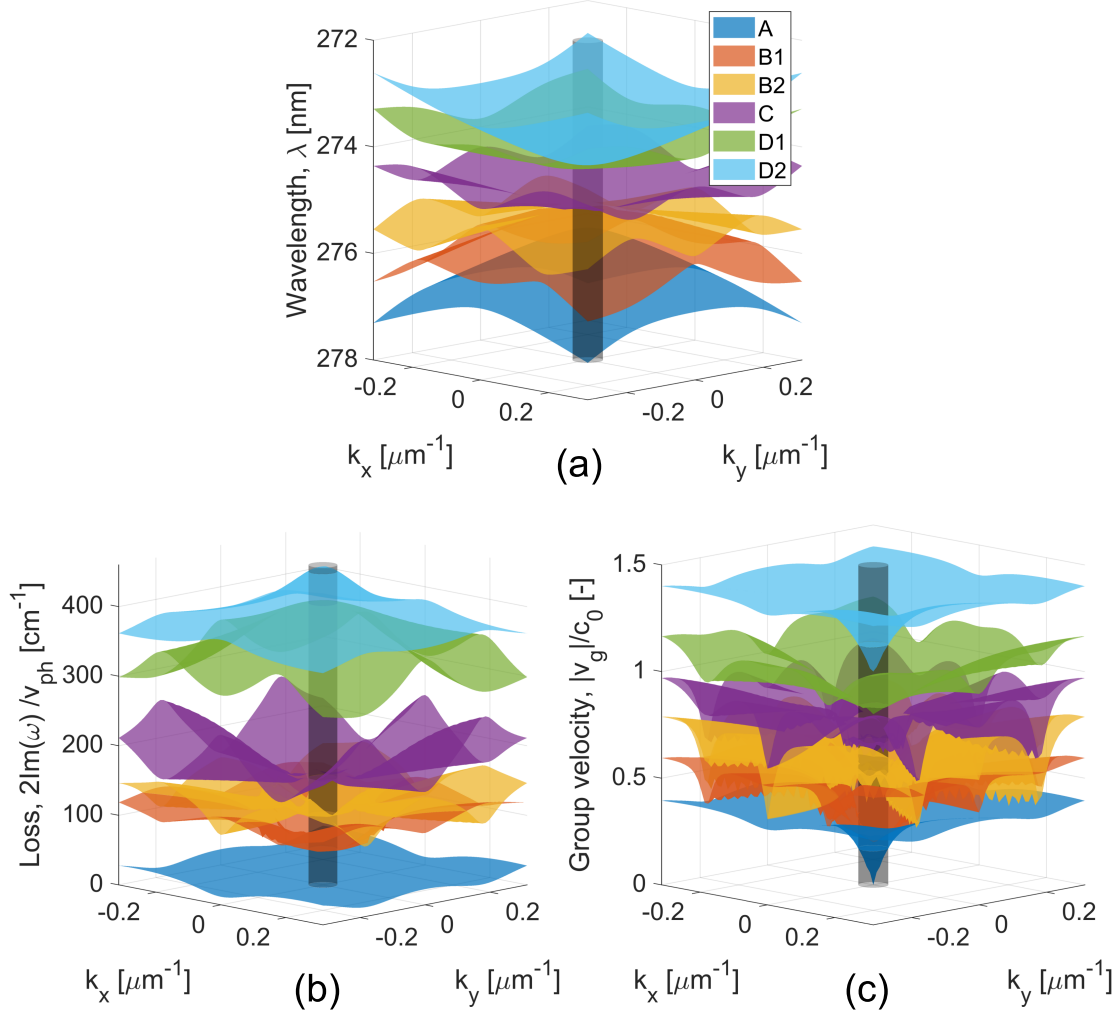 272
274
276
278
Wavelength, λ [nm]
A
B1
B2
C
D1
D2
-0.2
0
0.2
-0.2
0
0.2
k_x [μm^-1]
(a)
k_y [μm^-1]
400
300
200
100
0
Loss, 2Im(ω) /v_ph [cm^-1]
-0.2
0
0.2
-0.2
0
0.2
k_x [μm^-1]
(b)
k_y [μm^-1]
1.5
1
0.5
0
Group velocity, |v_g|/c_0 [-]
-0.2
0
0.2
-0.2
0
0.2
k_x [μm^-1]
(c)
k_y [μm^-1]